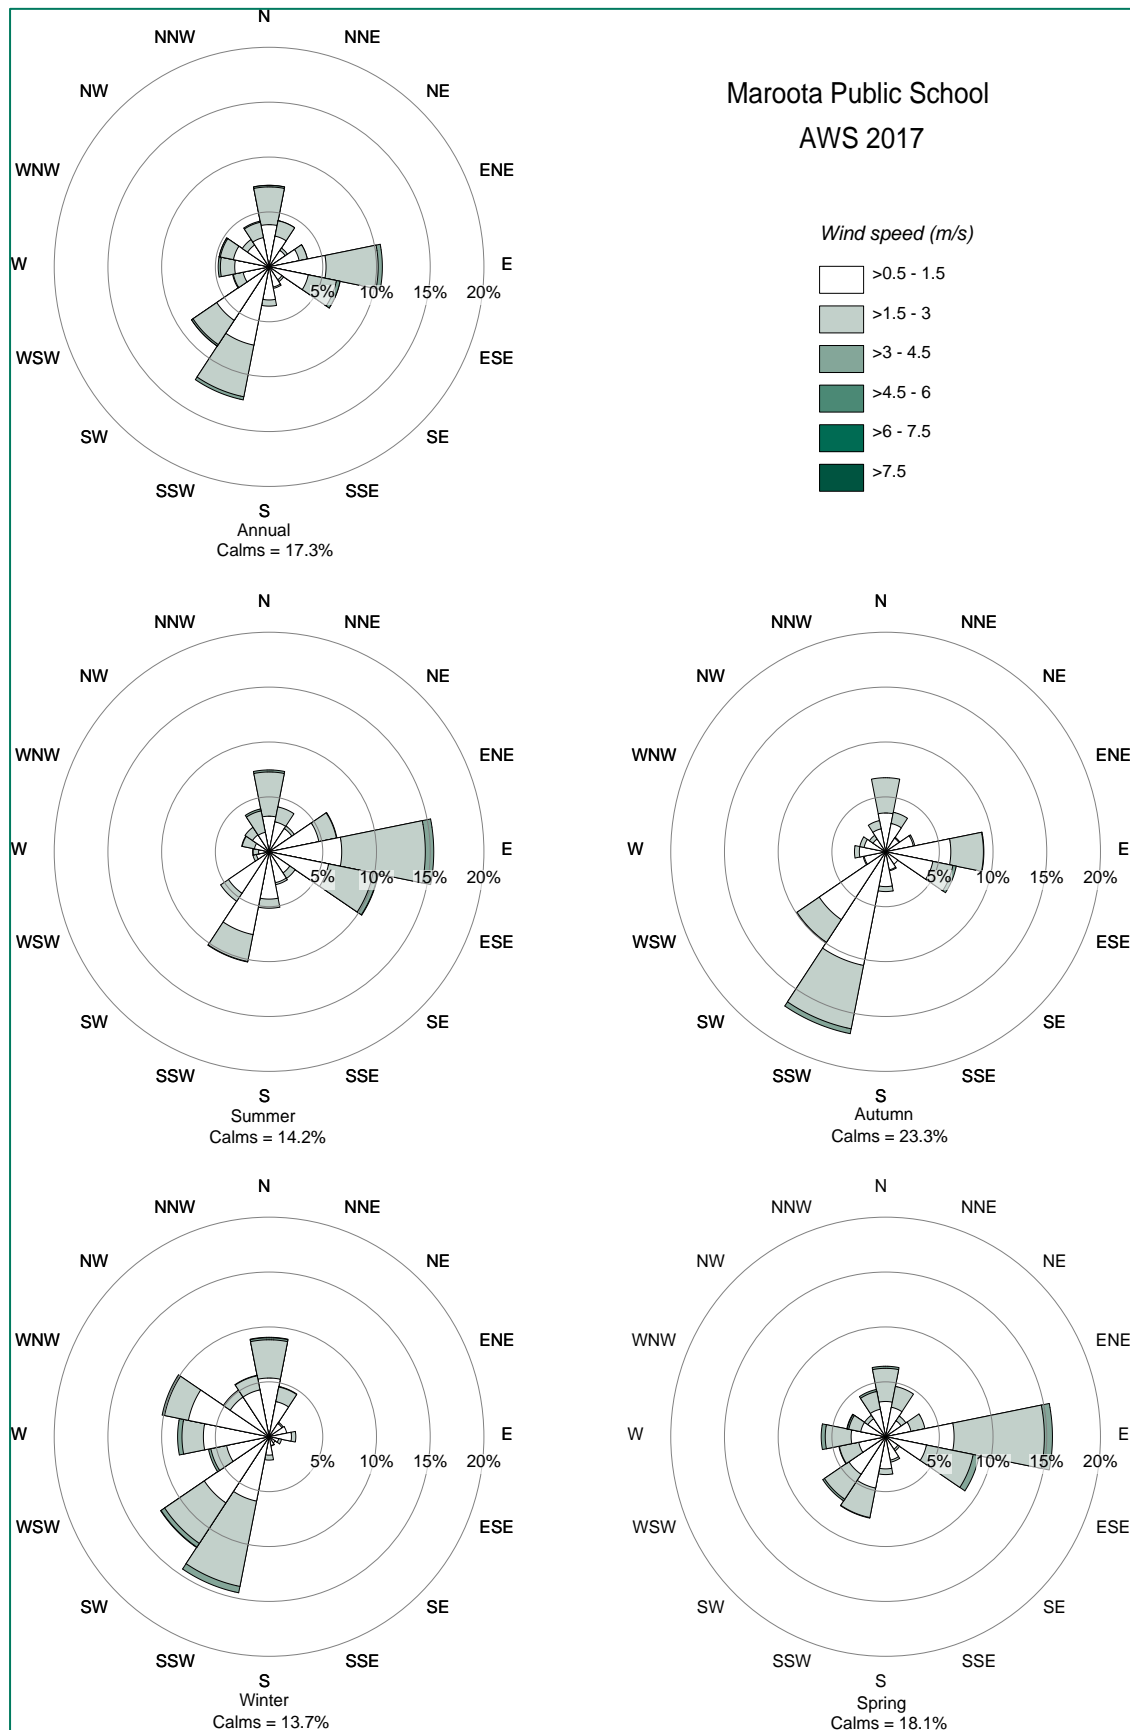 Maroota Public School
AWS 2017
Wind speed (m/s)
>0.5 - 1.5
>1.5 - 3
>3 - 4.5
>4.5 - 6
>6 - 7.5
>7.5
N
NNW NNE
NW NE
WNW ENE
W E
5% 10% 15% 20%
WSW ESE
SW SE
SSW SSE
S
Annual
Calms = 17.3%
N
NNW NNE
NW NE
WNW ENE
W E
5% 10% 15% 20%
WSW ESE
SW SE
SSW SSE
S
Summer
Calms = 14.2%
N
NNW NNE
NW NE
WNW ENE
W E
5% 10% 15% 20%
WSW ESE
SW SE
SSW SSE
S
Autumn
Calms = 23.3%
N
NNW NNE
NW NE
WNW ENE
W E
5% 10% 15% 20%
WSW ESE
SW SE
SSW SSE
S
Winter
Calms = 13.7%
N
NNW NNE
NW NE
WNW ENE
W E
5% 10% 15% 20%
WSW ESE
SW SE
SSW SSE
S
Spring
Calms = 18.1%